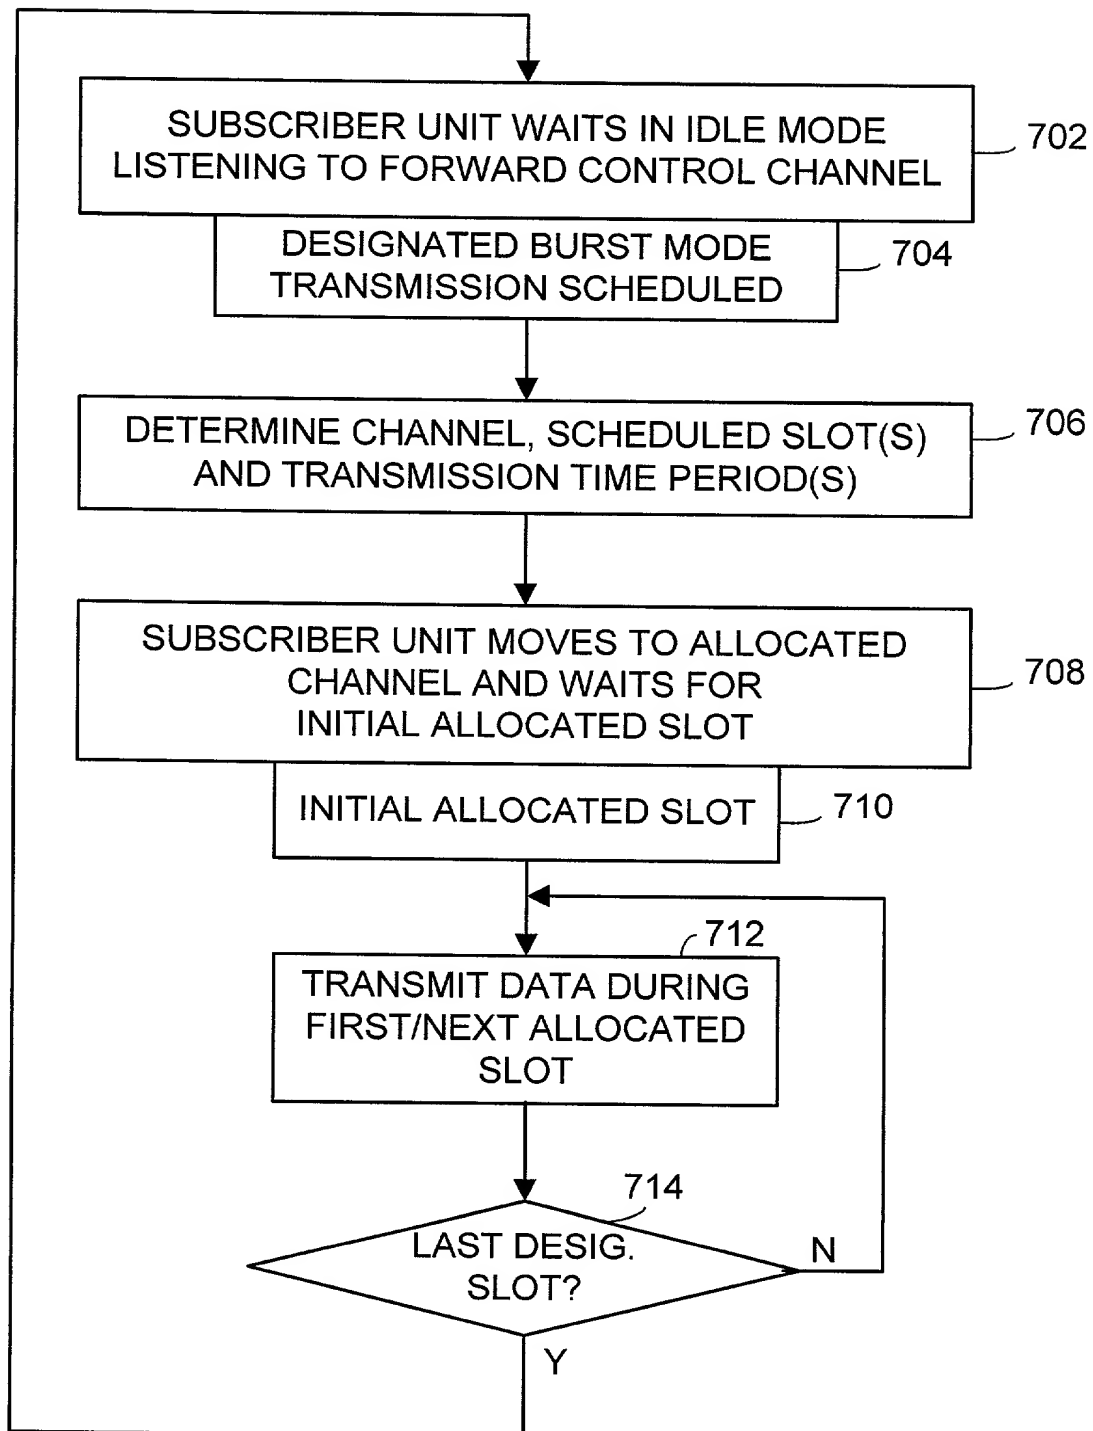 SUBSCRIBER UNIT WAITS IN IDLE MODE
LISTENING TO FORWARD CONTROL CHANNEL
702
DESIGNATED BURST MODE
TRANSMISSION SCHEDULED
704
DETERMINE CHANNEL, SCHEDULED SLOT(S)
AND TRANSMISSION TIME PERIOD(S)
706
SUBSCRIBER UNIT MOVES TO ALLOCATED
CHANNEL AND WAITS FOR
INITIAL ALLOCATED SLOT
708
INITIAL ALLOCATED SLOT
710
712
TRANSMIT DATA DURING
FIRST/NEXT ALLOCATED
SLOT
714
LAST DESIG.
SLOT?
N
Y